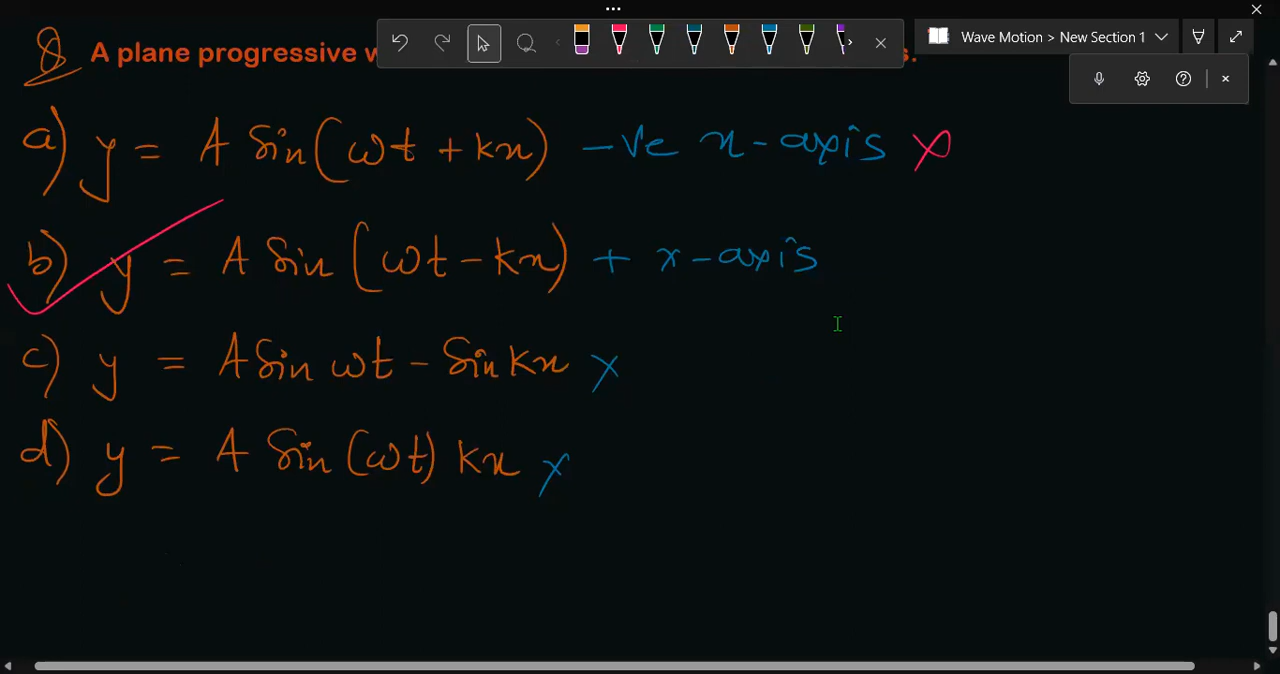 Wave Motion > New Section 1
Q A plane progressive
a) y = A Sin(ωt + kx) -ve x-axis ×
b) y = A Sin(ωt - kx) + x-axis
c) y = A Sin ωt - Sin kx ×
d) y = A Sin(ωt) kx ×